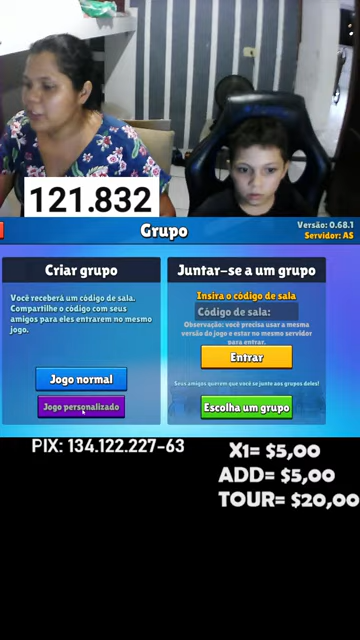 121.832
Grupo
Versão: 0.68.1
Servidor: AS
Criar grupo
Você receberá um código de sala.
Compartilhe o código com seus
amigos para eles entrarem no mesmo
jogo.
Jogo normal
Jogo personalizado
Juntar-se a um grupo
Insira o código de sala
Código de sala:
Observação: você precisa usar a mesma
versão do jogo e estar no mesmo servidor
para entrar.
Entrar
Seus amigos querem que você se junte aos grupos deles!
Escolha um grupo
PIX: 134.122.227-63
X1= $5,00
ADD= $5,00
TOUR= $20,00